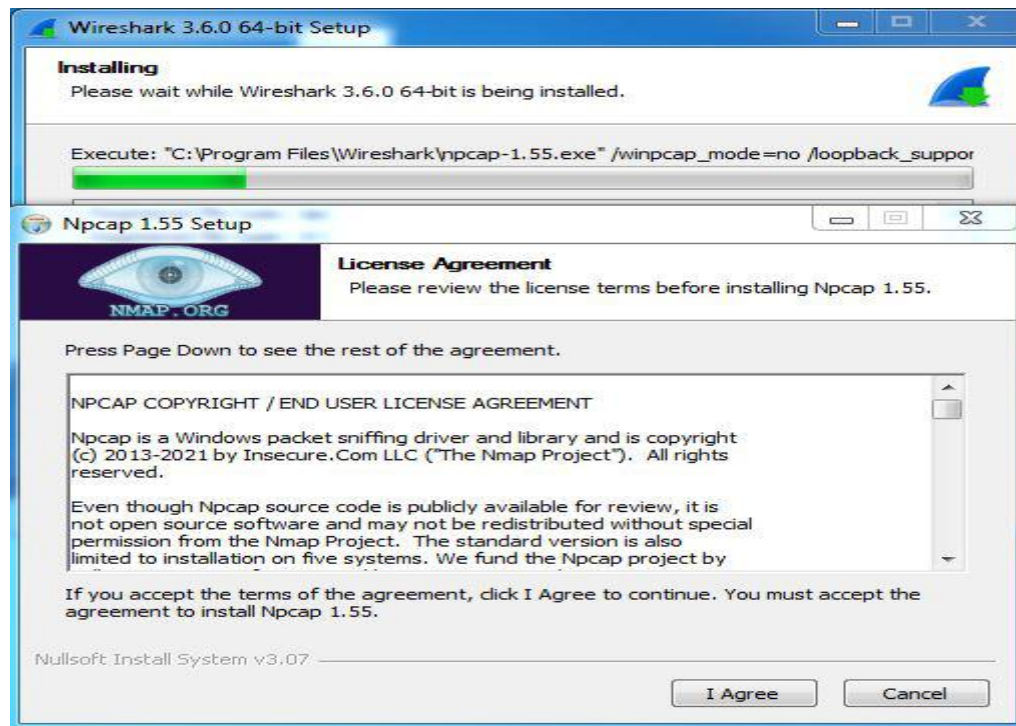 Wireshark 3.6.0 64-bit Setup
Installing
Please wait while Wireshark 3.6.0 64-bit is being installed.
Execute: "C:\Program Files\Wireshark\npcap-1.55.exe" /winpcap_mode=no /loopback_suppor
Npcap 1.55 Setup
NMAP.ORG
License Agreement
Please review the license terms before installing Npcap 1.55.
Press Page Down to see the rest of the agreement.
NPCAP COPYRIGHT / END USER LICENSE AGREEMENT
Npcap is a Windows packet sniffing driver and library and is copyright
(c) 2013-2021 by Insecure.Com LLC ("The Nmap Project"). All rights
reserved.
Even though Npcap source code is publicly available for review, it is
not open source software and may not be redistributed without special
permission from the Nmap Project. The standard version is also
limited to installation on five systems. We fund the Npcap project by
If you accept the terms of the agreement, click I Agree to continue. You must accept the
agreement to install Npcap 1.55.
Nullsoft Install System v3.07
I Agree
Cancel